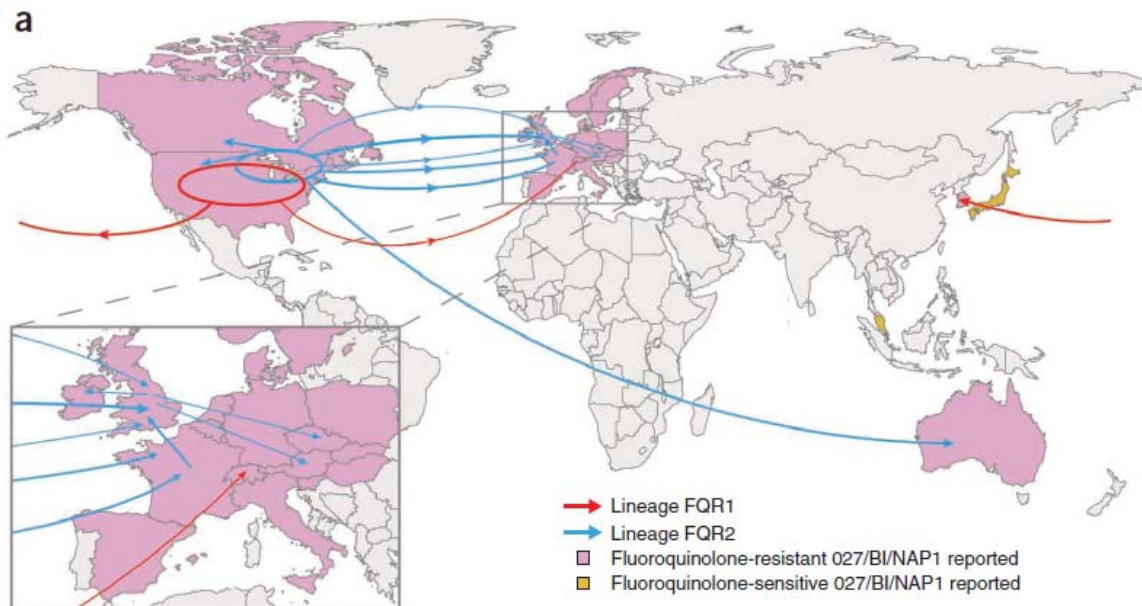 a
Lineage FQR1
Lineage FQR2
Fluoroquinolone-resistant 027/BI/NAP1 reported
Fluoroquinolone-sensitive 027/BI/NAP1 reported